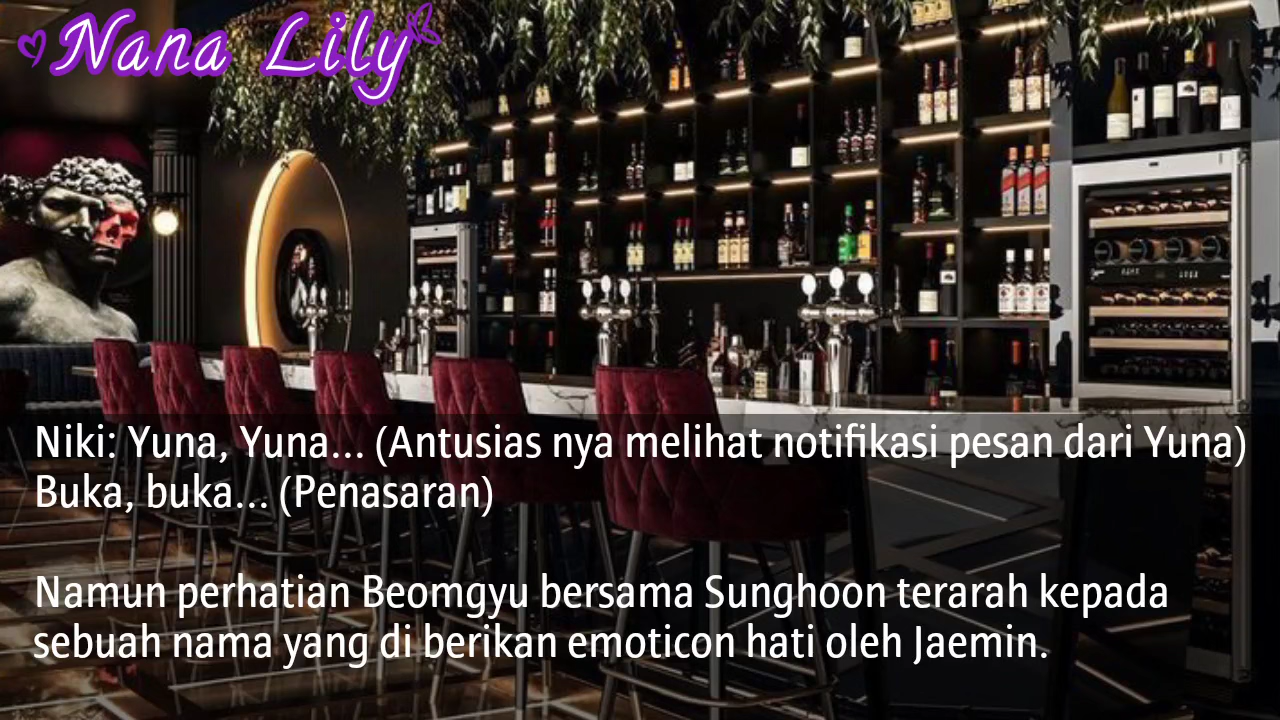 Nana Lily
Niki: Yuna, Yuna... (Antusias nya melihat notifikasi pesan dari Yuna)
Buka, buka... (Penasaran)
Namun perhatian Beomgyu bersama Sunghoon terarah kepada
sebuah nama yang di berikan emoticon hati oleh Jaemin.